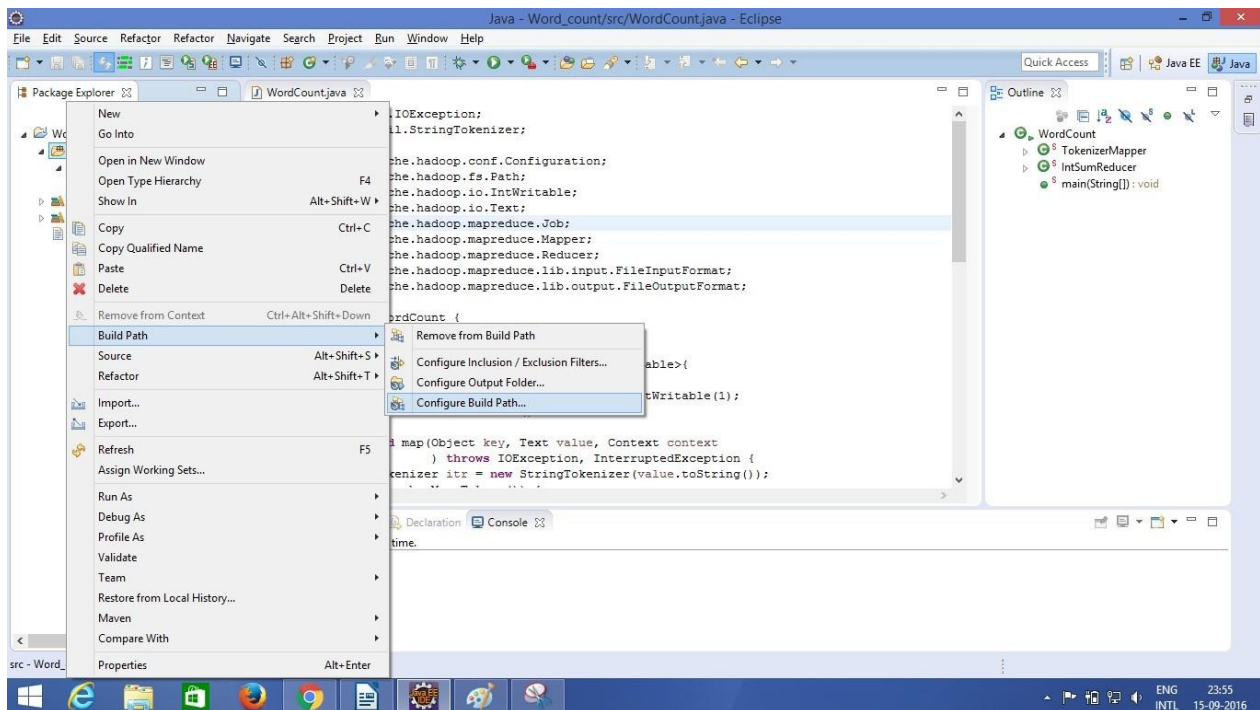 Java - Word_count/src/WordCount.java - Eclipse
File Edit Source Refactor Refactor Navigate Search Project Run Window Help
Quick Access
Java EE
Java
Package Explorer
WordCount.java
Outline
New
Go Into
Open in New Window
Open Type Hierarchy F4
Show In Alt+Shift+W
Copy Ctrl+C
Copy Qualified Name
Paste Ctrl+V
Delete Delete
Remove from Context Ctrl+Alt+Shift+Down
Build Path
Source Alt+Shift+S
Refactor Alt+Shift+T
Import...
Export...
Refresh F5
Assign Working Sets...
Run As
Debug As
Profile As
Validate
Team
Restore from Local History...
Maven
Compare With
Properties Alt+Enter
Remove from Build Path
Configure Inclusion / Exclusion Filters...
Configure Output Folder...
Configure Build Path...
.IOException;
il.StringTokenizer;
che.hadoop.conf.Configuration;
che.hadoop.fs.Path;
che.hadoop.io.IntWritable;
che.hadoop.io.Text;
che.hadoop.mapreduce.Job;
che.hadoop.mapreduce.Mapper;
che.hadoop.mapreduce.Reducer;
che.hadoop.mapreduce.lib.input.FileInputFormat;
che.hadoop.mapreduce.lib.output.FileOutputFormat;
ordCount {
able>{
tWritable(1);
d map(Object key, Text value, Context context
) throws IOException, InterruptedException {
kenizer itr = new StringTokenizer(value.toString());
WordCount
TokenizerMapper
IntSumReducer
main(String[]) : void
Declaration
Console
time.
src - Word_
ENG
INTL
23:55
15-09-2016